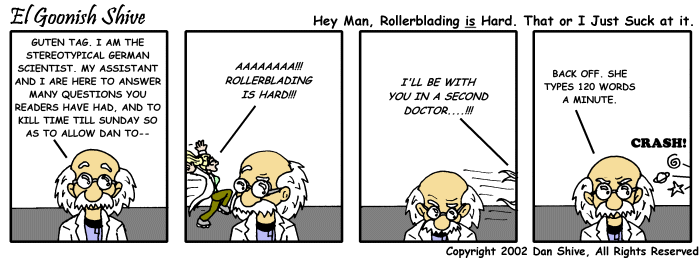 El Goonish Shive
Hey Man, Rollerblading is Hard. That or I Just Suck at it.
GUTEN TAG. I AM THE
STEREOTYPICAL GERMAN
SCIENTIST. MY ASSISTANT
AND I ARE HERE TO ANSWER
MANY QUESTIONS YOU
READERS HAVE HAD, AND TO
KILL TIME TILL SUNDAY SO
AS TO ALLOW DAN TO--
AAAAAAAA!!!
ROLLERBLADING
IS HARD!!!
I'LL BE WITH
YOU IN A SECOND
DOCTOR....!!!
BACK OFF. SHE
TYPES 120 WORDS
A MINUTE.
CRASH!
Copyright 2002 Dan Shive, All Rights Reserved